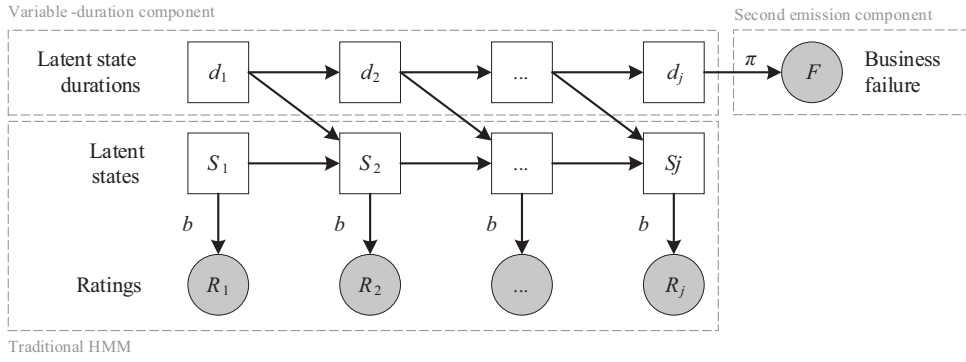 Variable-duration component
Second emission component
Latent state
durations
d1
d2
...
dj
π
F
Business
failure
Latent
states
S1
S2
...
Sj
b
b
b
b
Ratings
R1
R2
...
Rj
Traditional HMM